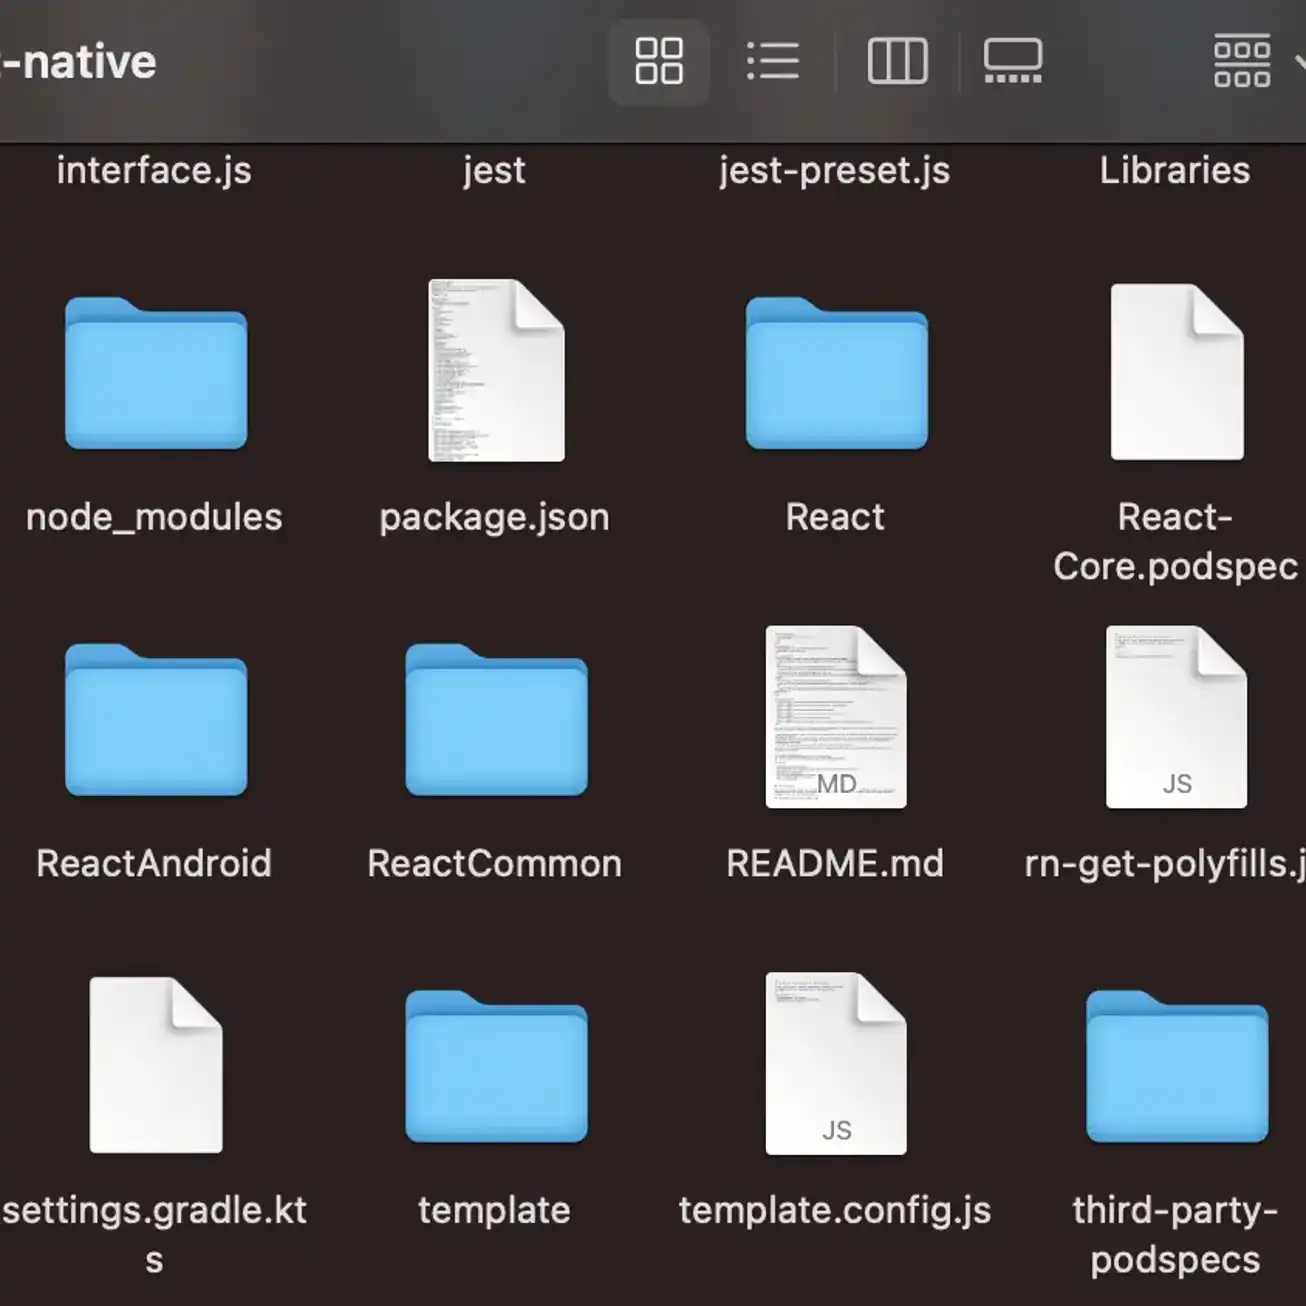 -native
interface.js
jest
jest-preset.js
Libraries
node_modules
package.json
React
React-
Core.podspec
ReactAndroid
ReactCommon
MD
README.md
JS
rn-get-polyfills.j
settings.gradle.kt
s
template
JS
template.config.js
third-party-
podspecs